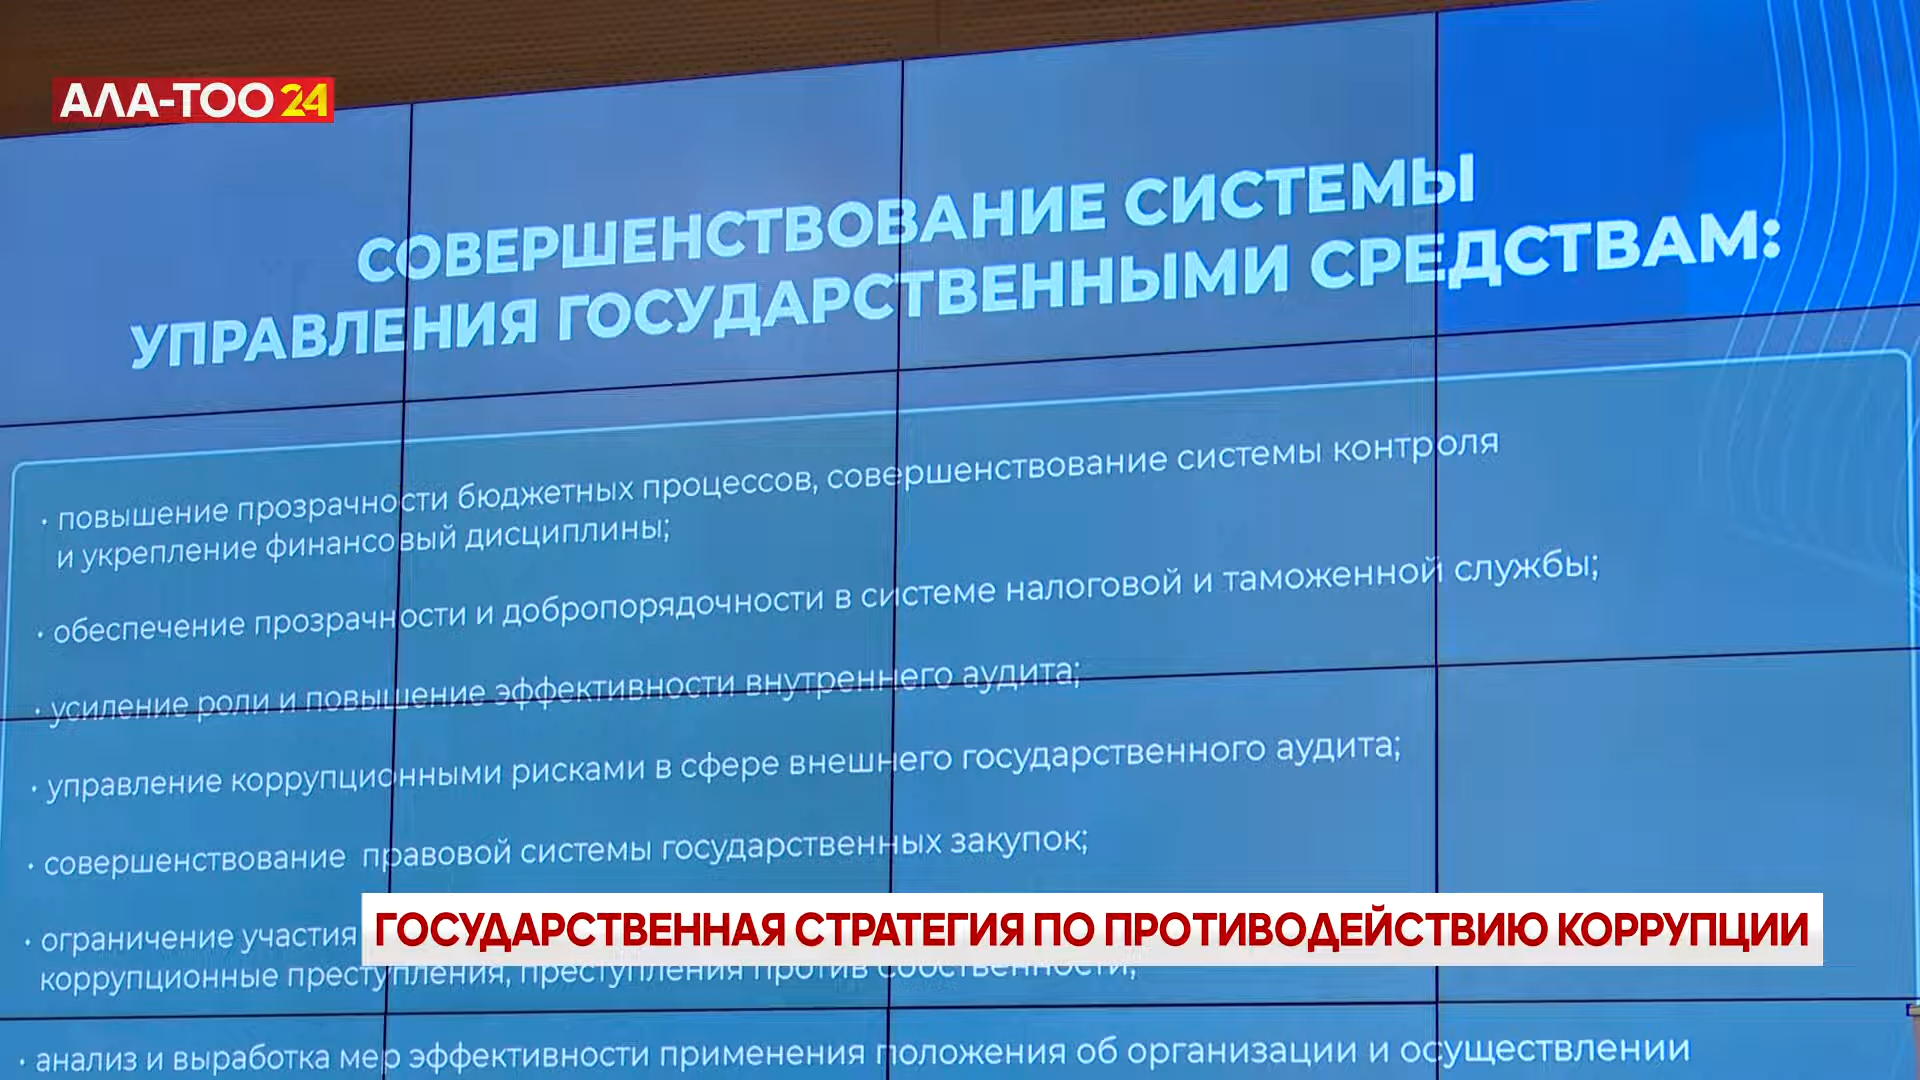 АЛА-ТОО 24
СОВЕРШЕНСТВОВАНИЕ СИСТЕМЫ
УПРАВЛЕНИЯ ГОСУДАРСТВЕННЫМИ СРЕДСТВАМ:
• повышение прозрачности бюджетных процессов, совершенствование системы контроля
и укрепление финансовый дисциплины;
• обеспечение прозрачности и добропорядочности в системе налоговой и таможенной службы;
• усиление роли и повышение эффективности внутреннего аудита;
• управление коррупционными рисками в сфере внешнего государственного аудита;
• совершенствование правовой системы государственных закупок;
• ограничение участия
коррупционные преступления, преступления против собственности;
• анализ и выработка мер эффективности применения положения об организации и осуществлении
ГОСУДАРСТВЕННАЯ СТРАТЕГИЯ ПО ПРОТИВОДЕЙСТВИЮ КОРРУПЦИИ